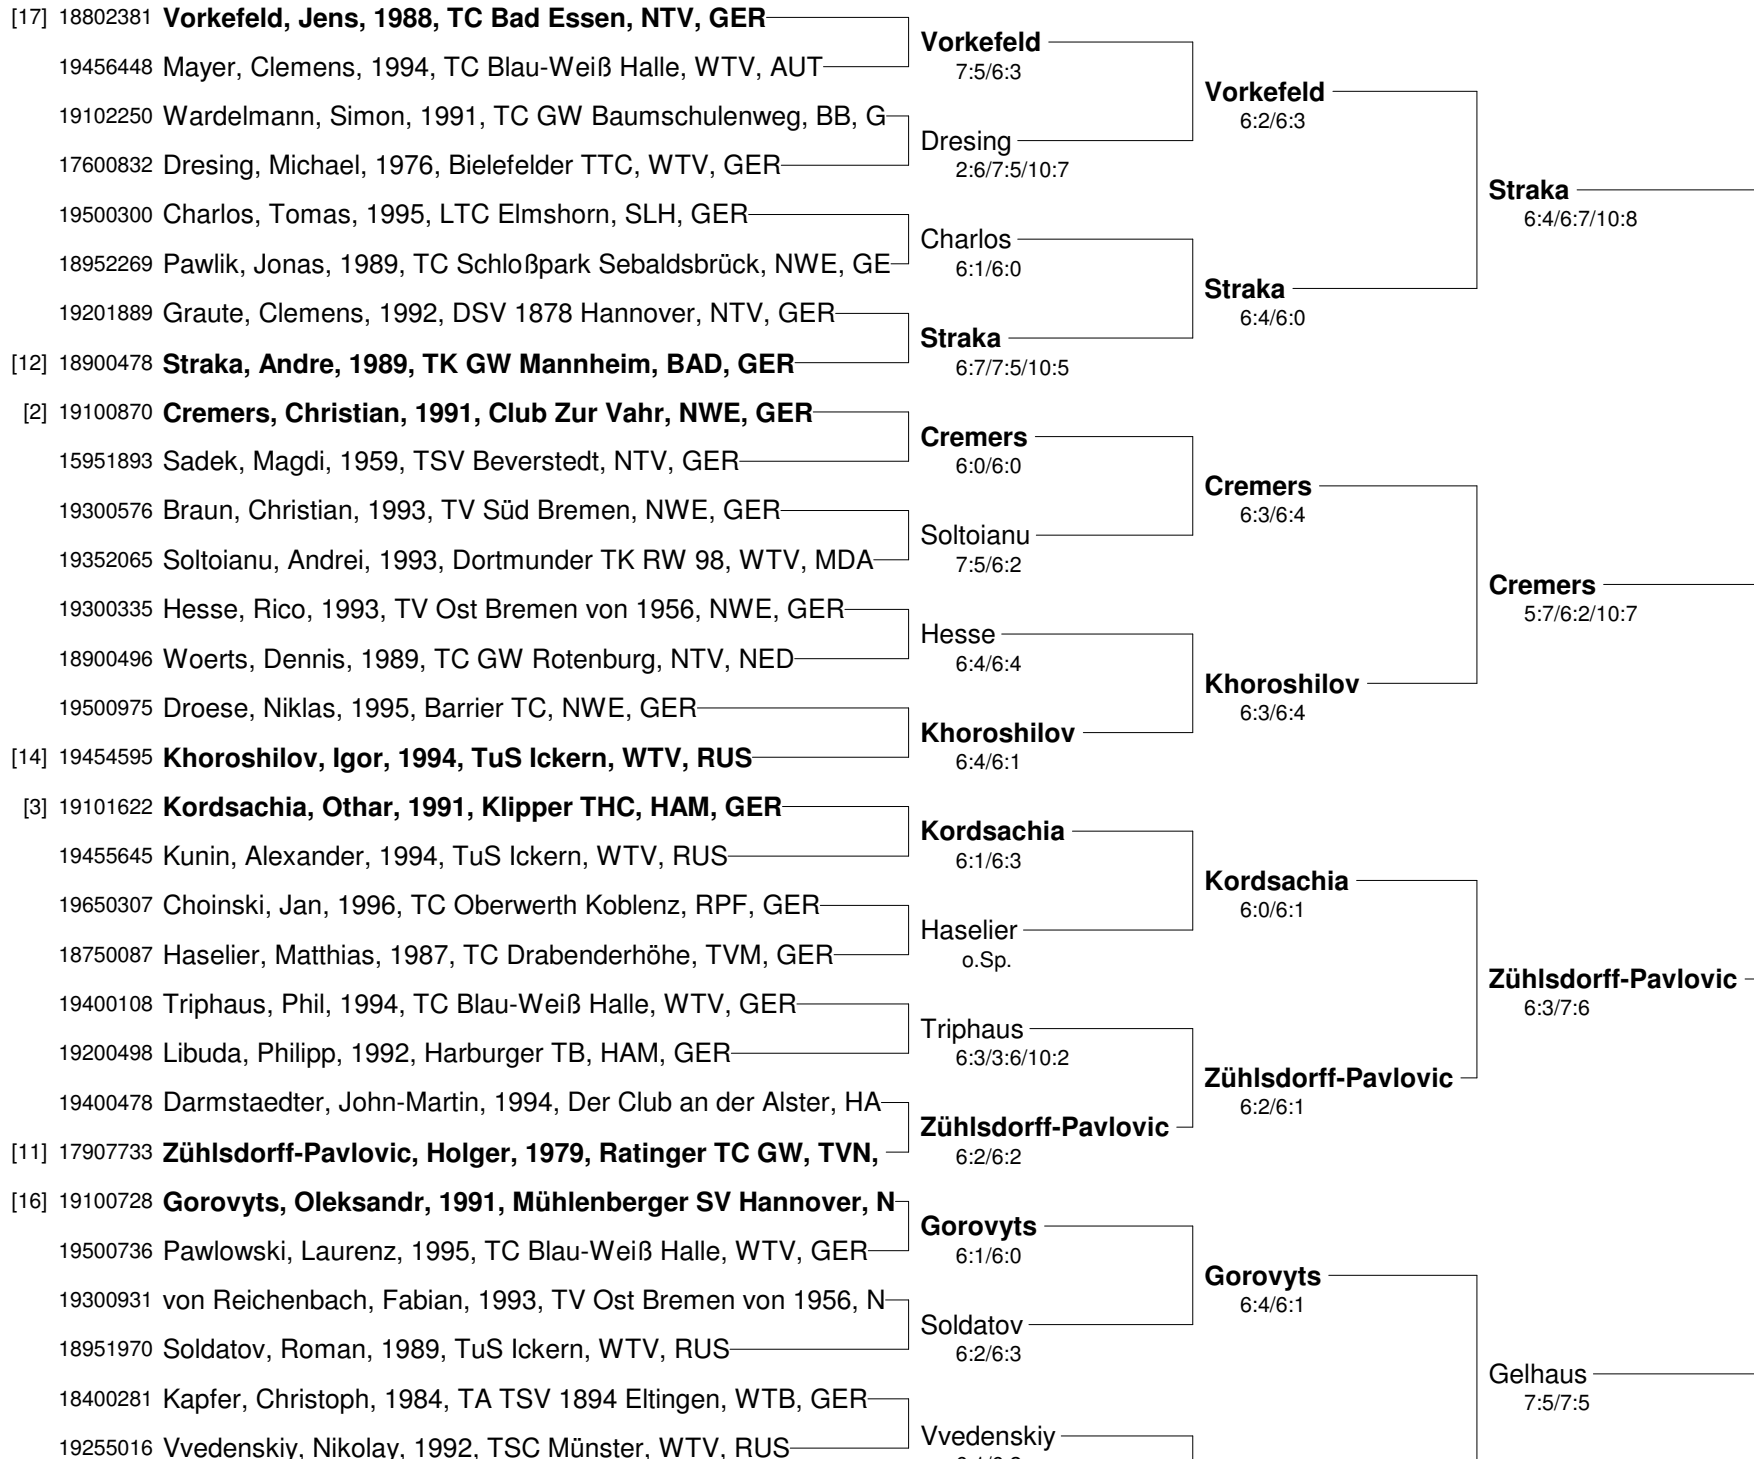 [17] 18802381 Vorkefeld, Jens, 1988, TC Bad Essen, NTV, GER
Vorkefeld
7:5/6:3
19456448 Mayer, Clemens, 1994, TC Blau-Weiß Halle, WTV, AUT
Vorkefeld
6:2/6:3
19102250 Wardelmann, Simon, 1991, TC GW Baumschulenweg, BB, G
Dresing
2:6/7:5/10:7
17600832 Dresing, Michael, 1976, Bielefelder TTC, WTV, GER
Straka
6:4/6:7/10:8
19500300 Charlos, Tomas, 1995, LTC Elmshorn, SLH, GER
Charlos
6:1/6:0
18952269 Pawlik, Jonas, 1989, TC Schloßpark Sebaldsbrück, NWE, GE
Straka
6:4/6:0
19201889 Graute, Clemens, 1992, DSV 1878 Hannover, NTV, GER
Straka
6:7/7:5/10:5
[12] 18900478 Straka, Andre, 1989, TK GW Mannheim, BAD, GER
[2] 19100870 Cremers, Christian, 1991, Club Zur Vahr, NWE, GER
Cremers
6:0/6:0
15951893 Sadek, Magdi, 1959, TSV Beverstedt, NTV, GER
Cremers
6:3/6:4
19300576 Braun, Christian, 1993, TV Süd Bremen, NWE, GER
Soltoianu
7:5/6:2
19352065 Soltoianu, Andrei, 1993, Dortmunder TK RW 98, WTV, MDA
Cremers
5:7/6:2/10:7
19300335 Hesse, Rico, 1993, TV Ost Bremen von 1956, NWE, GER
Hesse
6:4/6:4
18900496 Woerts, Dennis, 1989, TC GW Rotenburg, NTV, NED
Khoroshilov
6:3/6:4
19500975 Droese, Niklas, 1995, Barrier TC, NWE, GER
Khoroshilov
6:4/6:1
[14] 19454595 Khoroshilov, Igor, 1994, TuS Ickern, WTV, RUS
[3] 19101622 Kordsachia, Othar, 1991, Klipper THC, HAM, GER
Kordsachia
6:1/6:3
19455645 Kunin, Alexander, 1994, TuS Ickern, WTV, RUS
Kordsachia
6:0/6:1
19650307 Choinski, Jan, 1996, TC Oberwerth Koblenz, RPF, GER
Haselier
o.Sp.
18750087 Haselier, Matthias, 1987, TC Drabenderhöhe, TVM, GER
Zühlsdorff-Pavlovic
6:3/7:6
19400108 Triphaus, Phil, 1994, TC Blau-Weiß Halle, WTV, GER
Triphaus
6:3/3:6/10:2
19200498 Libuda, Philipp, 1992, Harburger TB, HAM, GER
Zühlsdorff-Pavlovic
6:2/6:1
19400478 Darmstaedter, John-Martin, 1994, Der Club an der Alster, HA
Zühlsdorff-Pavlovic
6:2/6:2
[11] 17907733 Zühlsdorff-Pavlovic, Holger, 1979, Ratinger TC GW, TVN,
[16] 19100728 Gorovyts, Oleksandr, 1991, Mühlenberger SV Hannover, N
Gorovyts
6:1/6:0
19500736 Pawlowski, Laurenz, 1995, TC Blau-Weiß Halle, WTV, GER
Gorovyts
6:4/6:1
19300931 von Reichenbach, Fabian, 1993, TV Ost Bremen von 1956, N
Soldatov
6:2/6:3
18951970 Soldatov, Roman, 1989, TuS Ickern, WTV, RUS
Gelhaus
7:5/7:5
18400281 Kapfer, Christoph, 1984, TA TSV 1894 Eltingen, WTB, GER
Vvedenskiy
19255016 Vvedenskiy, Nikolay, 1992, TSC Münster, WTV, RUS